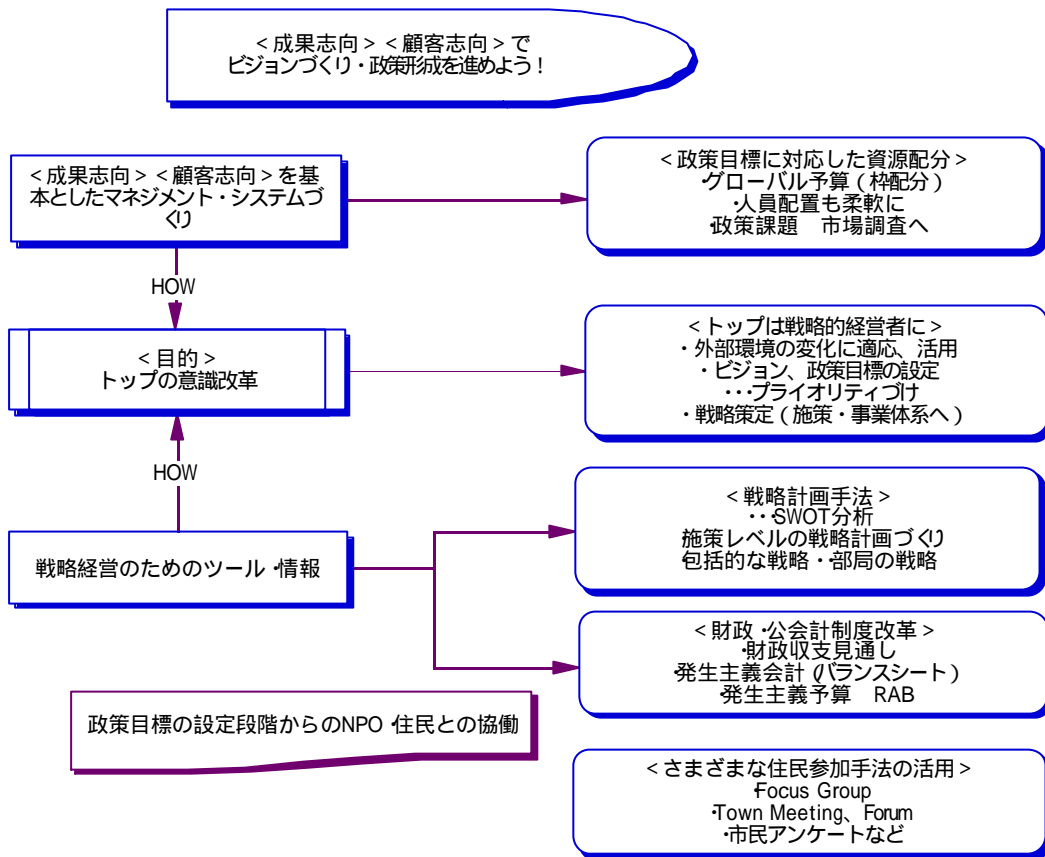 ＜成果志向＞＜顧客志向＞で
ビジョンづくり・政策形成を進めよう！
＜成果志向＞＜顧客志向＞を基
本としたマネジメント・システムづ
くり
＜政策目標に対応した資源配分＞
・グローバル予算（枠配分）
・人員配置も柔軟に
・政策課題　市場調査へ
HOW
＜目的＞
トップの意識改革
＜トップは戦略的経営者に＞
・外部環境の変化に適応、活用
・ビジョン、政策目標の設定
・・・プライオリティづけ
・戦略策定（施策・事業体系へ）
HOW
戦略経営のためのツール・情報
＜戦略計画手法＞
・・・SWOT分析
施策レベルの戦略計画づくり
包括的な戦略・・部局の戦略
＜財政・公会計制度改革＞
・財政収支見通し
・発生主義会計（バランスシート）
・発生主義予算　RAB
政策目標の設定段階からのNPO・住民との協働
＜さまざまな住民参加手法の活用＞
・Focus Group
・Town Meeting、Forum
・市民アンケートなど